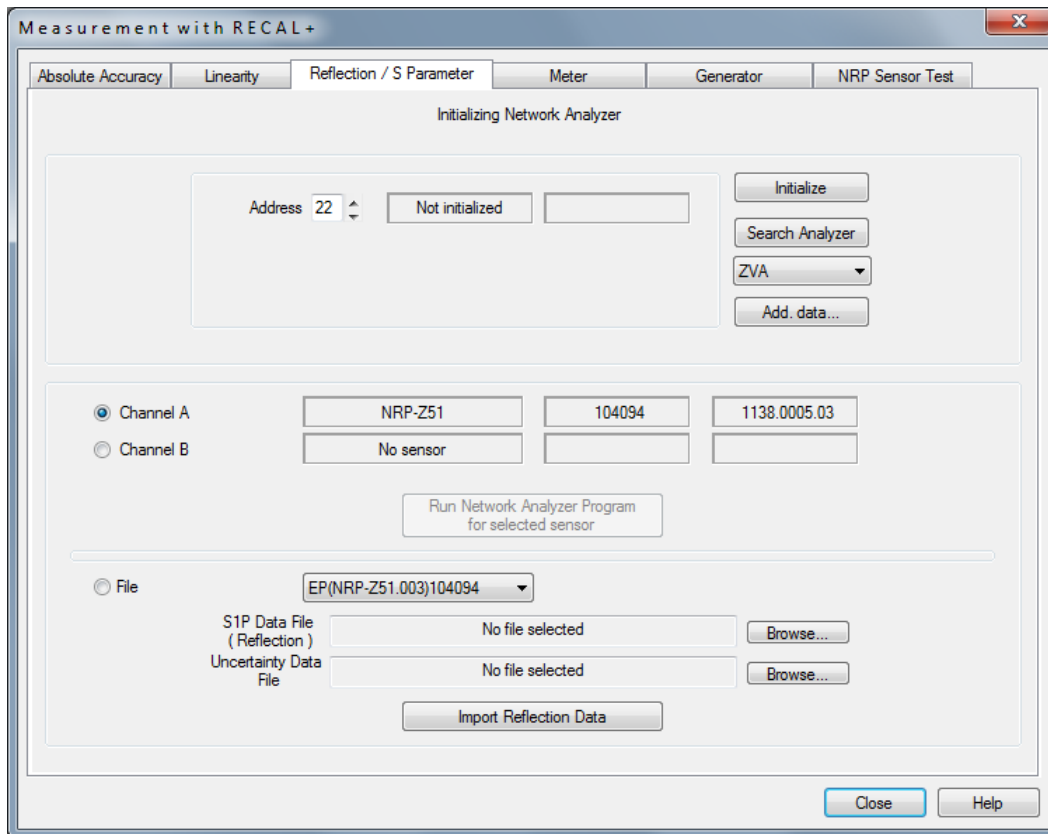 Measurement with RECAL+
Absolute Accuracy Linearity Reflection / S Parameter Meter Generator NRP Sensor Test
Initializing Network Analyzer
Address 22 Not initialized Initialize
Search Analyzer
ZVA
Add. data...
Channel A NRP-Z51 104094 1138.0005.03
Channel B No sensor
Run Network Analyzer Program
for selected sensor
File EP(NRP-Z51.003)104094
S1P Data File
( Reflection )
No file selected Browse...
Uncertainty Data
File
No file selected Browse...
Import Reflection Data
Close Help